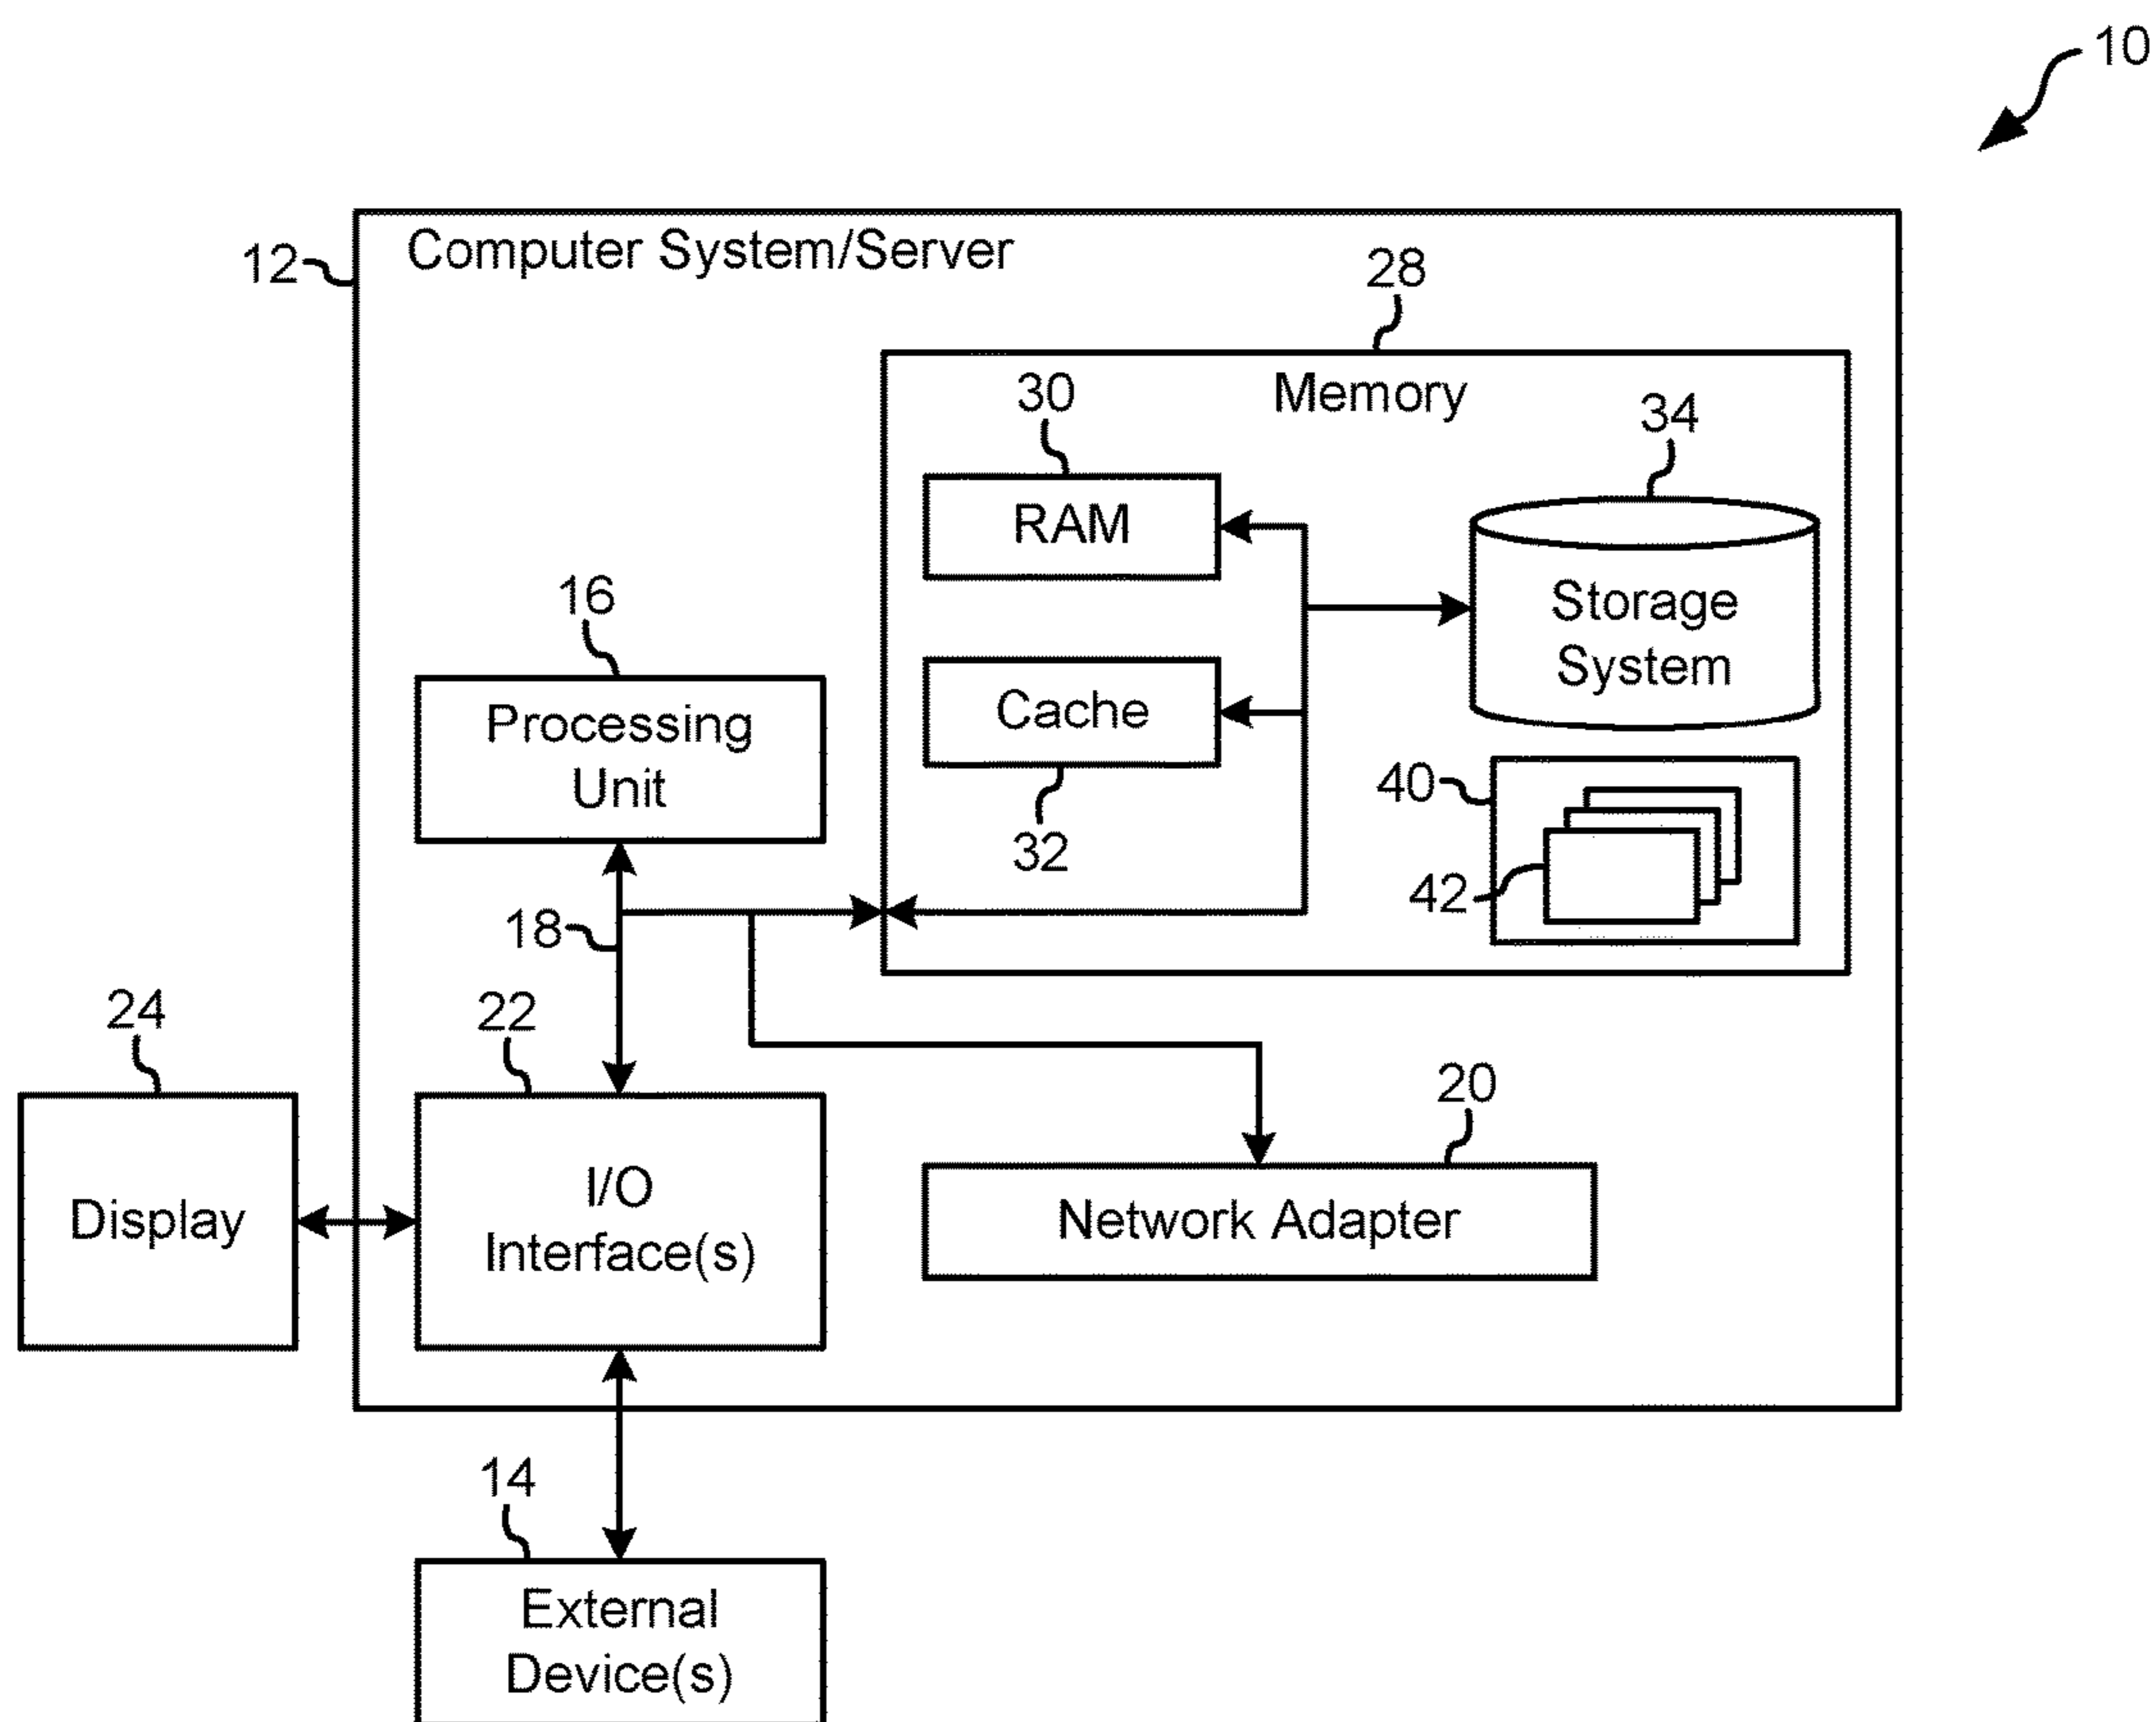 10
12
Computer System/Server
28
Memory
30
RAM
34
Storage
System
16
Processing
Unit
Cache
32
40
42
18
24
Display
22
I/O
Interface(s)
20
Network Adapter
14
External
Device(s)